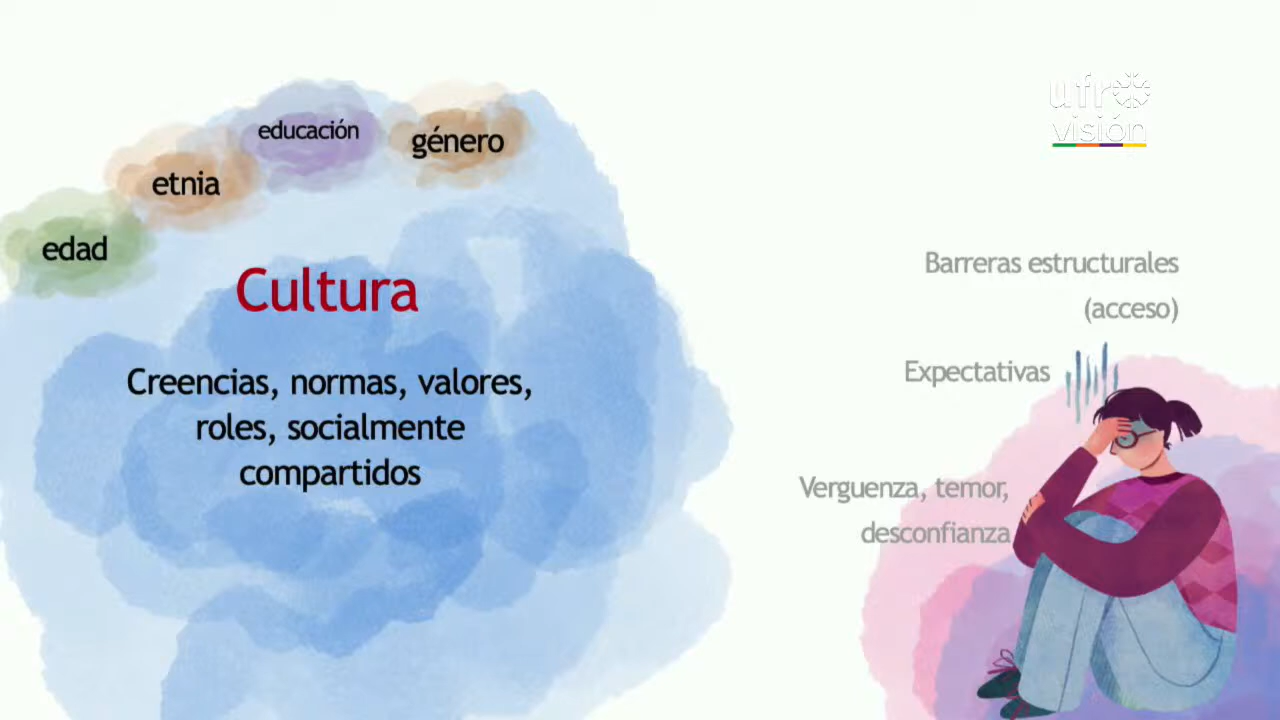 educación
género
etnia
edad
Cultura
Creencias, normas, valores,
roles, socialmente
compartidos
ufro
visión
Barreras estructurales
(acceso)
Expectativas
Verguenza, temor,
desconfianza